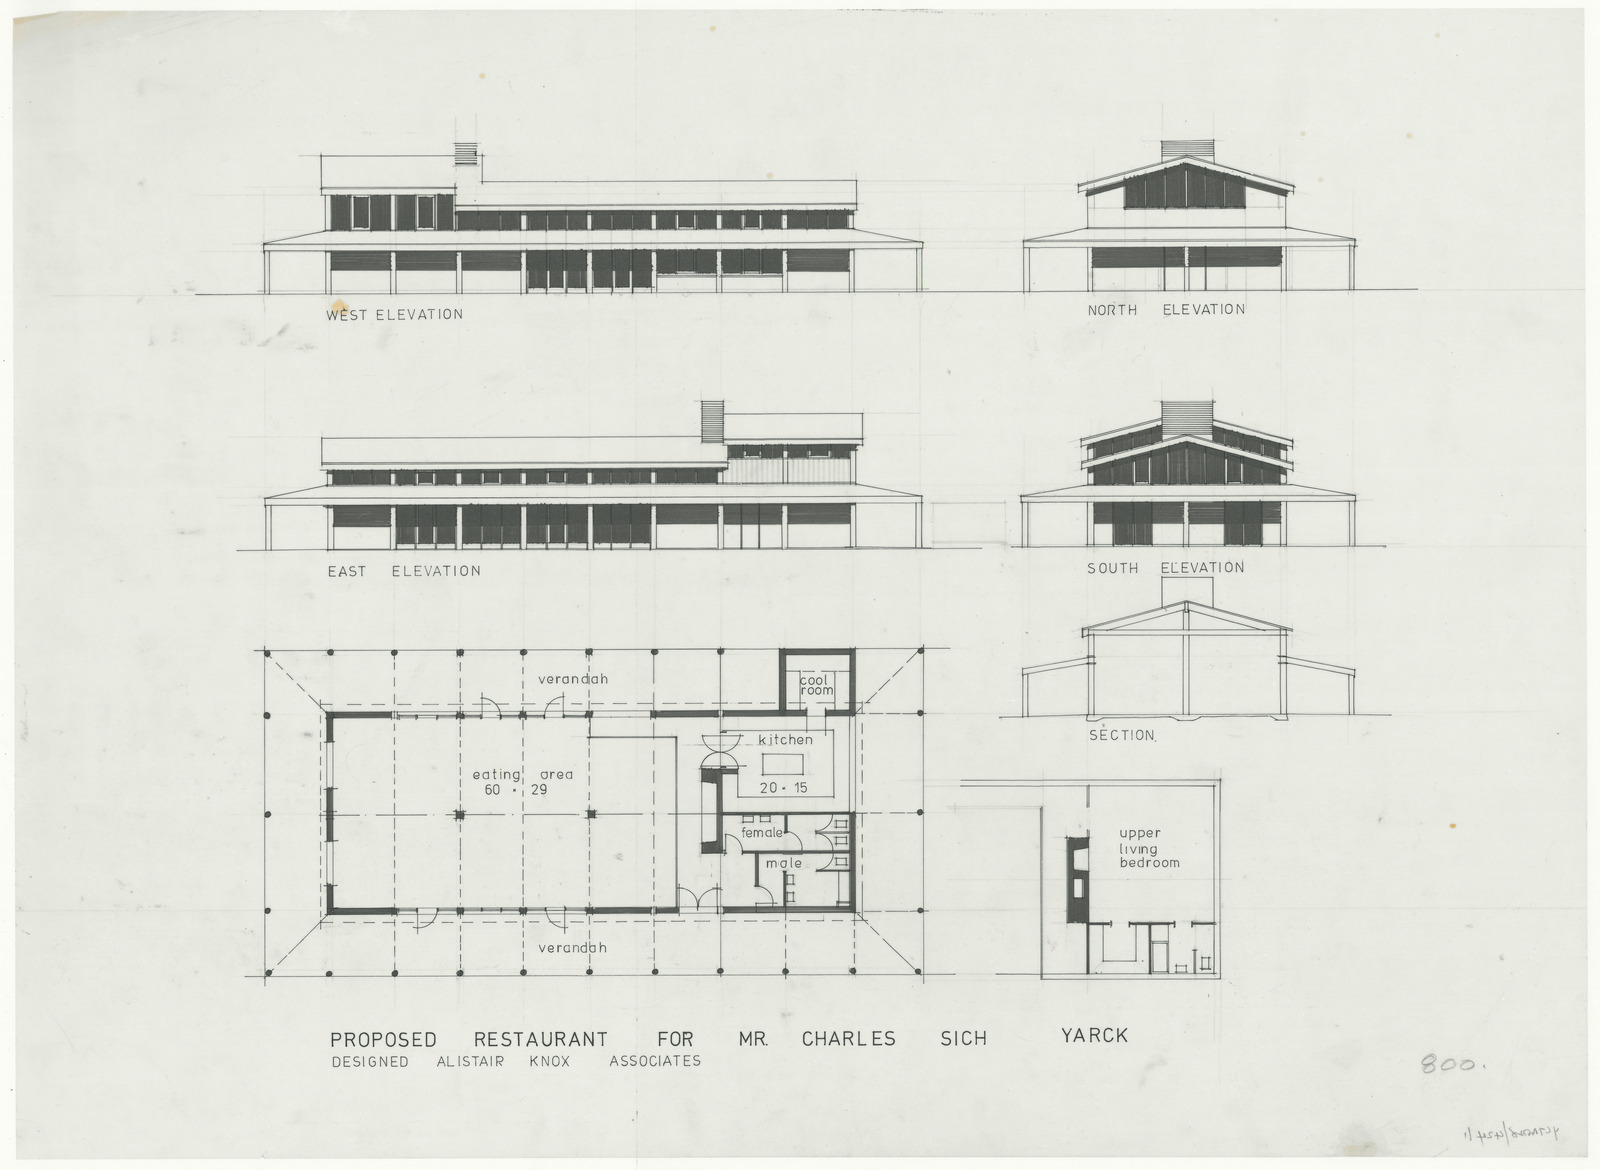 WEST ELEVATION
NORTH ELEVATION
EAST ELEVATION
SOUTH ELEVATION
SECTION.
verandah
cool
room
kitchen
20 · 15
eating area
60 · 29
female
male
verandah
upper
living
bedroom
PROPOSED RESTAURANT FOR MR. CHARLES SICH YARCK
DESIGNED ALISTAIR KNOX ASSOCIATES
800.